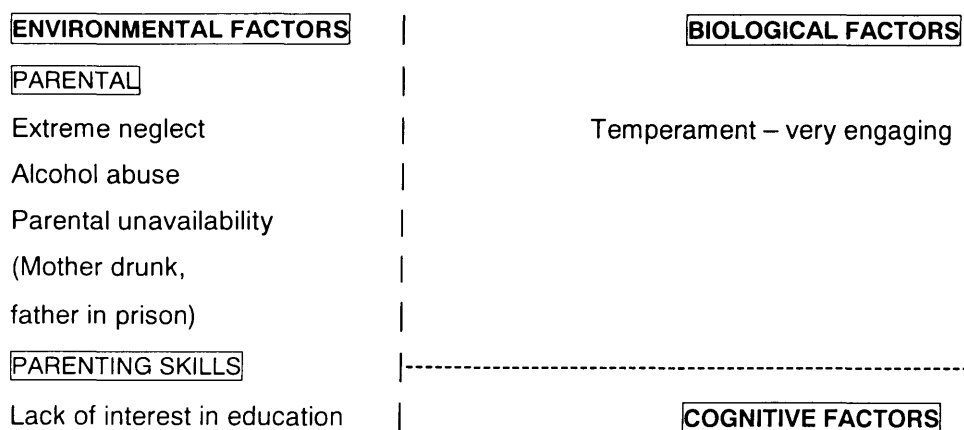 ENVIRONMENTAL FACTORS | BIOLOGICAL FACTORS
PARENTAL |
Extreme neglect | Temperament – very engaging
Alcohol abuse |
Parental unavailability |
(Mother drunk, |
father in prison) |
PARENTING SKILLS |------------------------------------------------
Lack of interest in education | COGNITIVE FACTORS